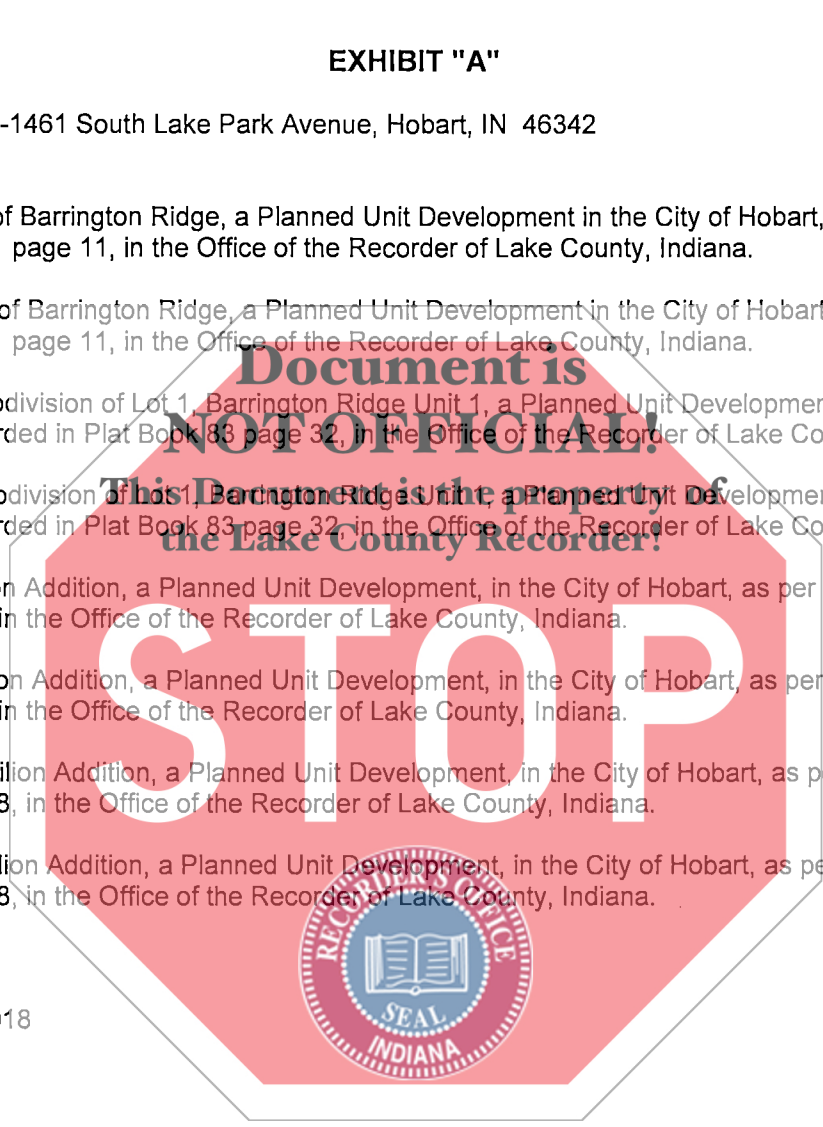 EXHIBIT "A"
-1461 South Lake Park Avenue, Hobart, IN 46342
of Barrington Ridge, a Planned Unit Development in the City of Hobart,
page 11, in the Office of the Recorder of Lake County, Indiana.
of Barrington Ridge, a Planned Unit Development in the City of Hobart
page 11, in the Office of the Recorder of Lake County, Indiana.
Document is
division of Lot 1, Barrington Ridge Unit 1, a Planned Unit Developmen
NOT OFFICIAL!
ded in Plat Book 83 page 32, in the Office of the Recorder of Lake Co
This Document is the property of
division of Lot 1, Barrington Ridge Unit 1, a Planned Unit Developmen
ded in Plat Book 83 page 32, in the Office of the Recorder of Lake Co
the Lake County Recorder!
n Addition, a Planned Unit Development, in the City of Hobart, as per
in the Office of the Recorder of Lake County, Indiana.
STOP
on Addition, a Planned Unit Development, in the City of Hobart, as per
in the Office of the Recorder of Lake County, Indiana.
ilion Addition, a Planned Unit Development, in the City of Hobart, as p
8, in the Office of the Recorder of Lake County, Indiana.
lion Addition, a Planned Unit Development, in the City of Hobart, as pe
8, in the Office of the Recorder of Lake County, Indiana.
RECORDER'S OFFICE
SEAL
INDIANA
18